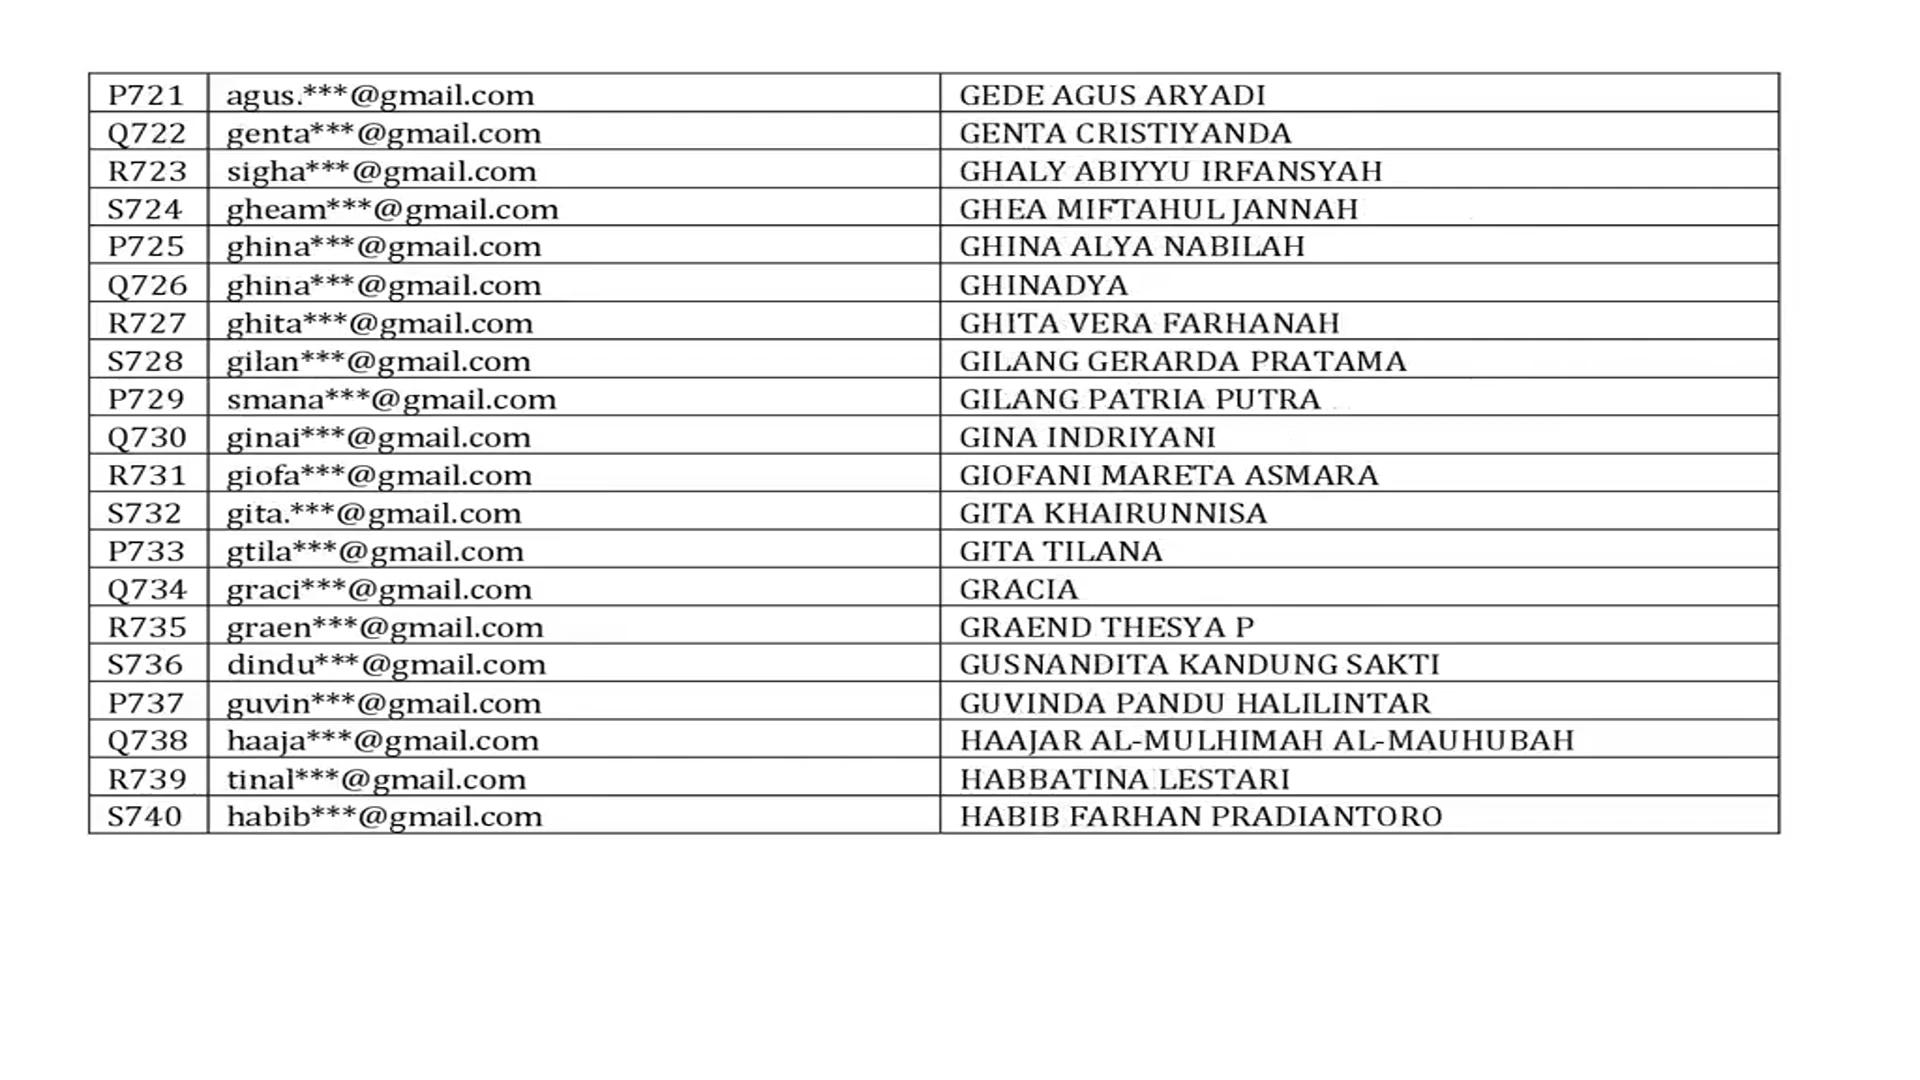 P721 agus.***@gmail.com GEDE AGUS ARYADI
Q722 genta***@gmail.com GENTA CRISTIYANDA
R723 sigha***@gmail.com GHALY ABIYYU IRFANSYAH
S724 gheam***@gmail.com GHEA MIFTAHUL JANNAH
P725 ghina***@gmail.com GHINA ALYA NABILAH
Q726 ghina***@gmail.com GHINADYA
R727 ghita***@gmail.com GHITA VERA FARHANAH
S728 gilan***@gmail.com GILANG GERARDA PRATAMA
P729 smana***@gmail.com GILANG PATRIA PUTRA
Q730 ginai***@gmail.com GINA INDRIYANI
R731 giofa***@gmail.com GIOFANI MARETA ASMARA
S732 gita.***@gmail.com GITA KHAIRUNNISA
P733 gtila***@gmail.com GITA TILANA
Q734 graci***@gmail.com GRACIA
R735 graen***@gmail.com GRAEND THESYA P
S736 dindu***@gmail.com GUSNANDITA KANDUNG SAKTI
P737 guvin***@gmail.com GUVINDA PANDU HALILINTAR
Q738 haaja***@gmail.com HAAJAR AL-MULHIMAH AL-MAUHUBAH
R739 tinal***@gmail.com HABBATINA LESTARI
S740 habib***@gmail.com HABIB FARHAN PRADIANTORO